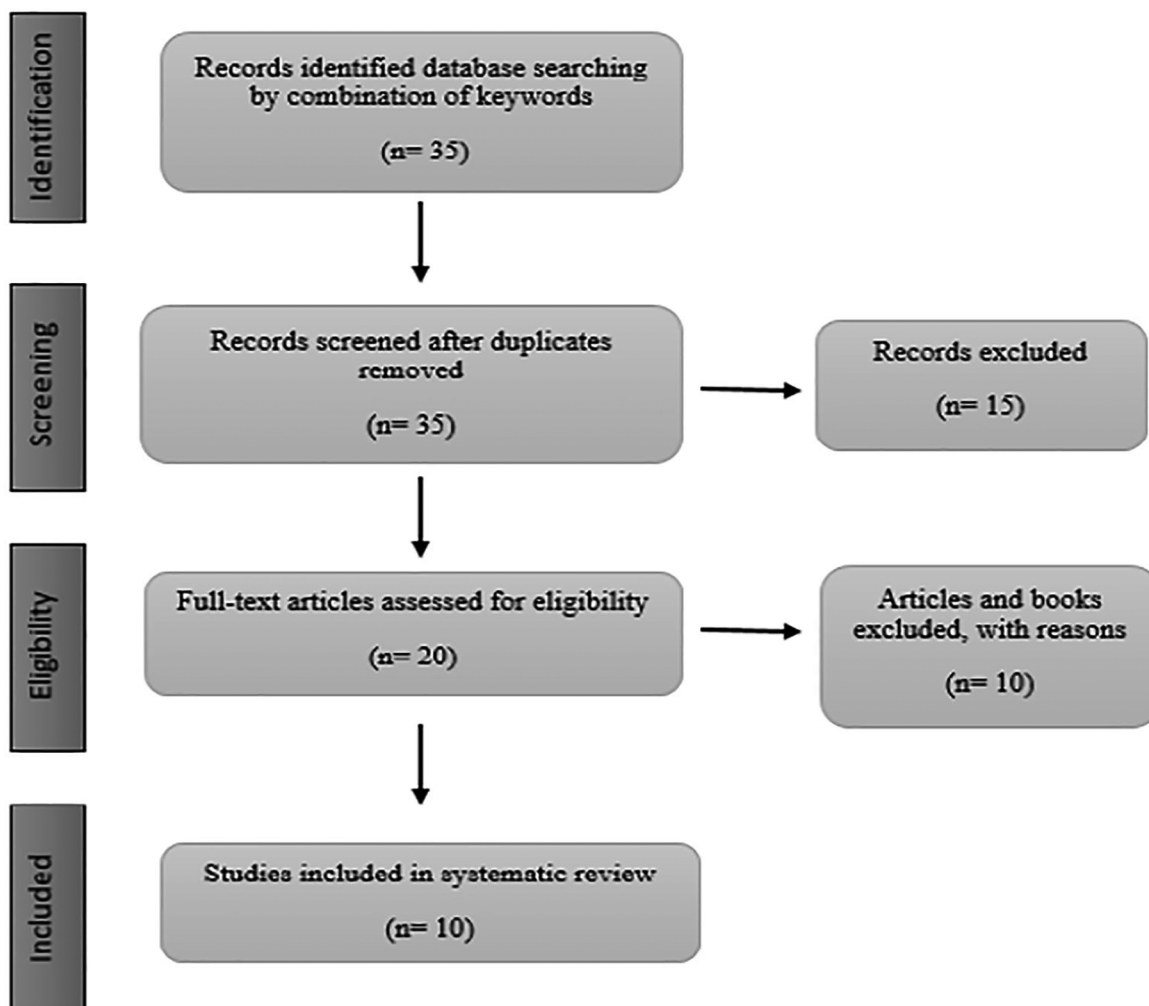 Identification
Records identified database searching
by combination of keywords
(n= 35)
Screening
Records screened after duplicates
removed
(n= 35)
Records excluded
(n= 15)
Eligibility
Full-text articles assessed for eligibility
(n= 20)
Articles and books
excluded, with reasons
(n= 10)
Included
Studies included in systematic review
(n= 10)